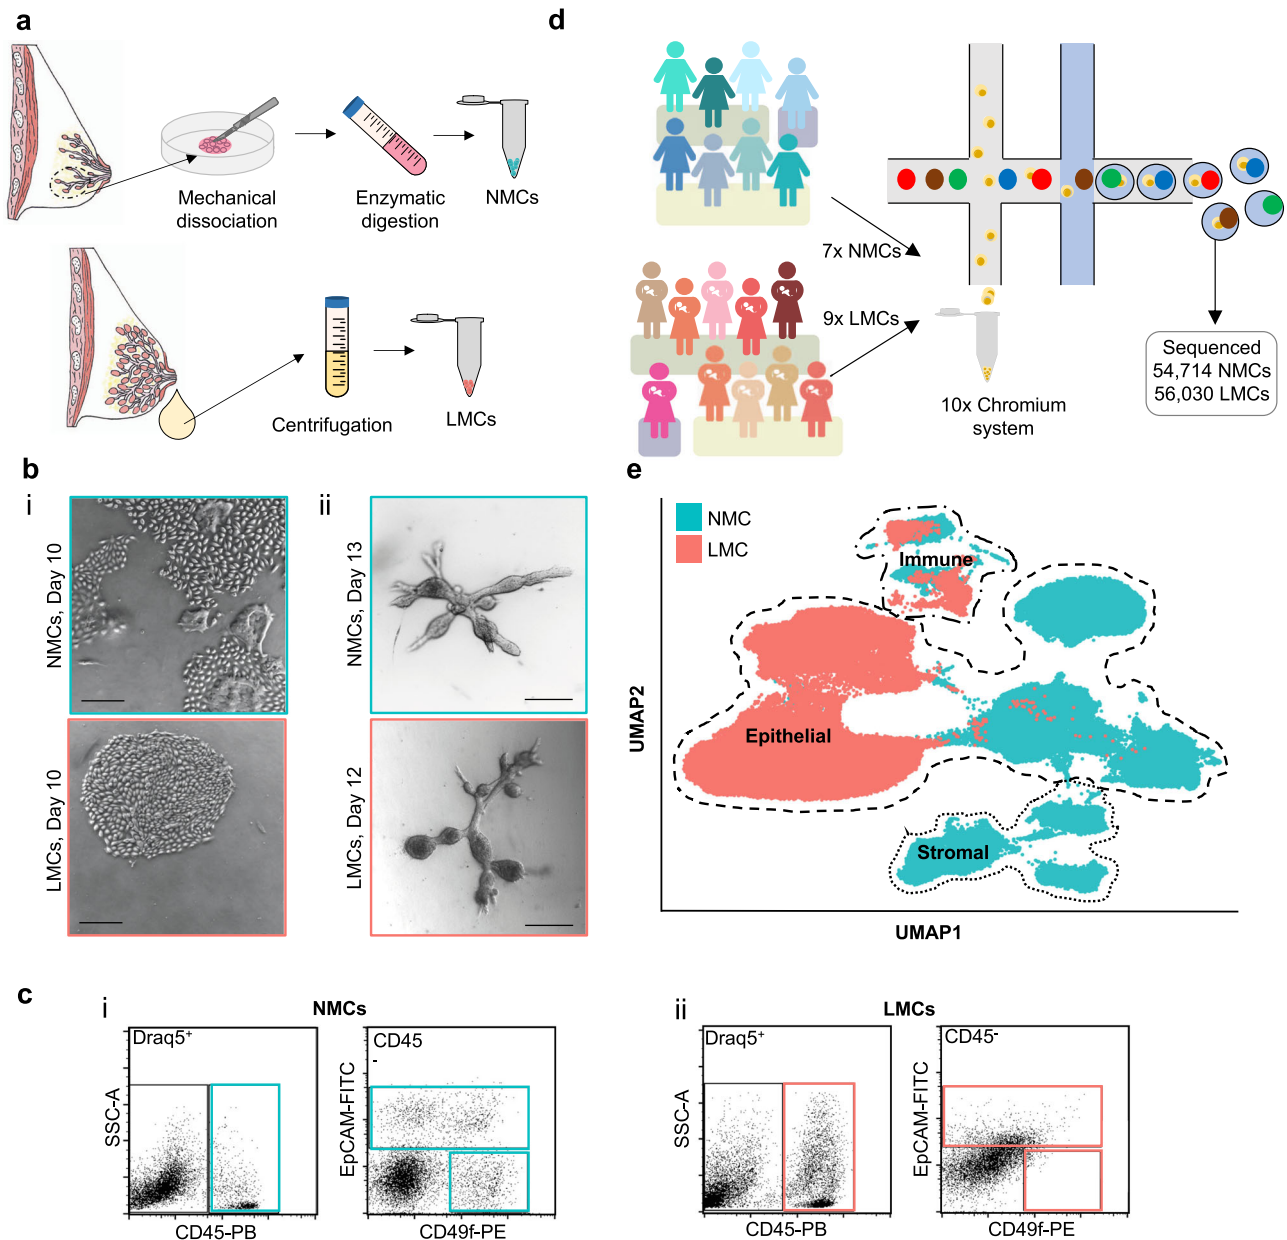 a
Mechanical
dissociation
Enzymatic
digestion
NMCs
Centrifugation
LMCs
d
7x NMCs
9x LMCs
10x Chromium
system
Sequenced
54,714 NMCs
56,030 LMCs
b
i
NMCs, Day 10
LMCs, Day 10
ii
NMCs, Day 13
LMCs, Day 12
e
NMC
LMC
Immune
Epithelial
Stromal
UMAP2
UMAP1
c
i
NMCs
Draq5+
SSC-A
CD45-PB
CD45
-
EpCAM-FITC
CD49f-PE
ii
LMCs
Draq5+
SSC-A
CD45-PB
CD45-
EpCAM-FITC
CD49f-PE